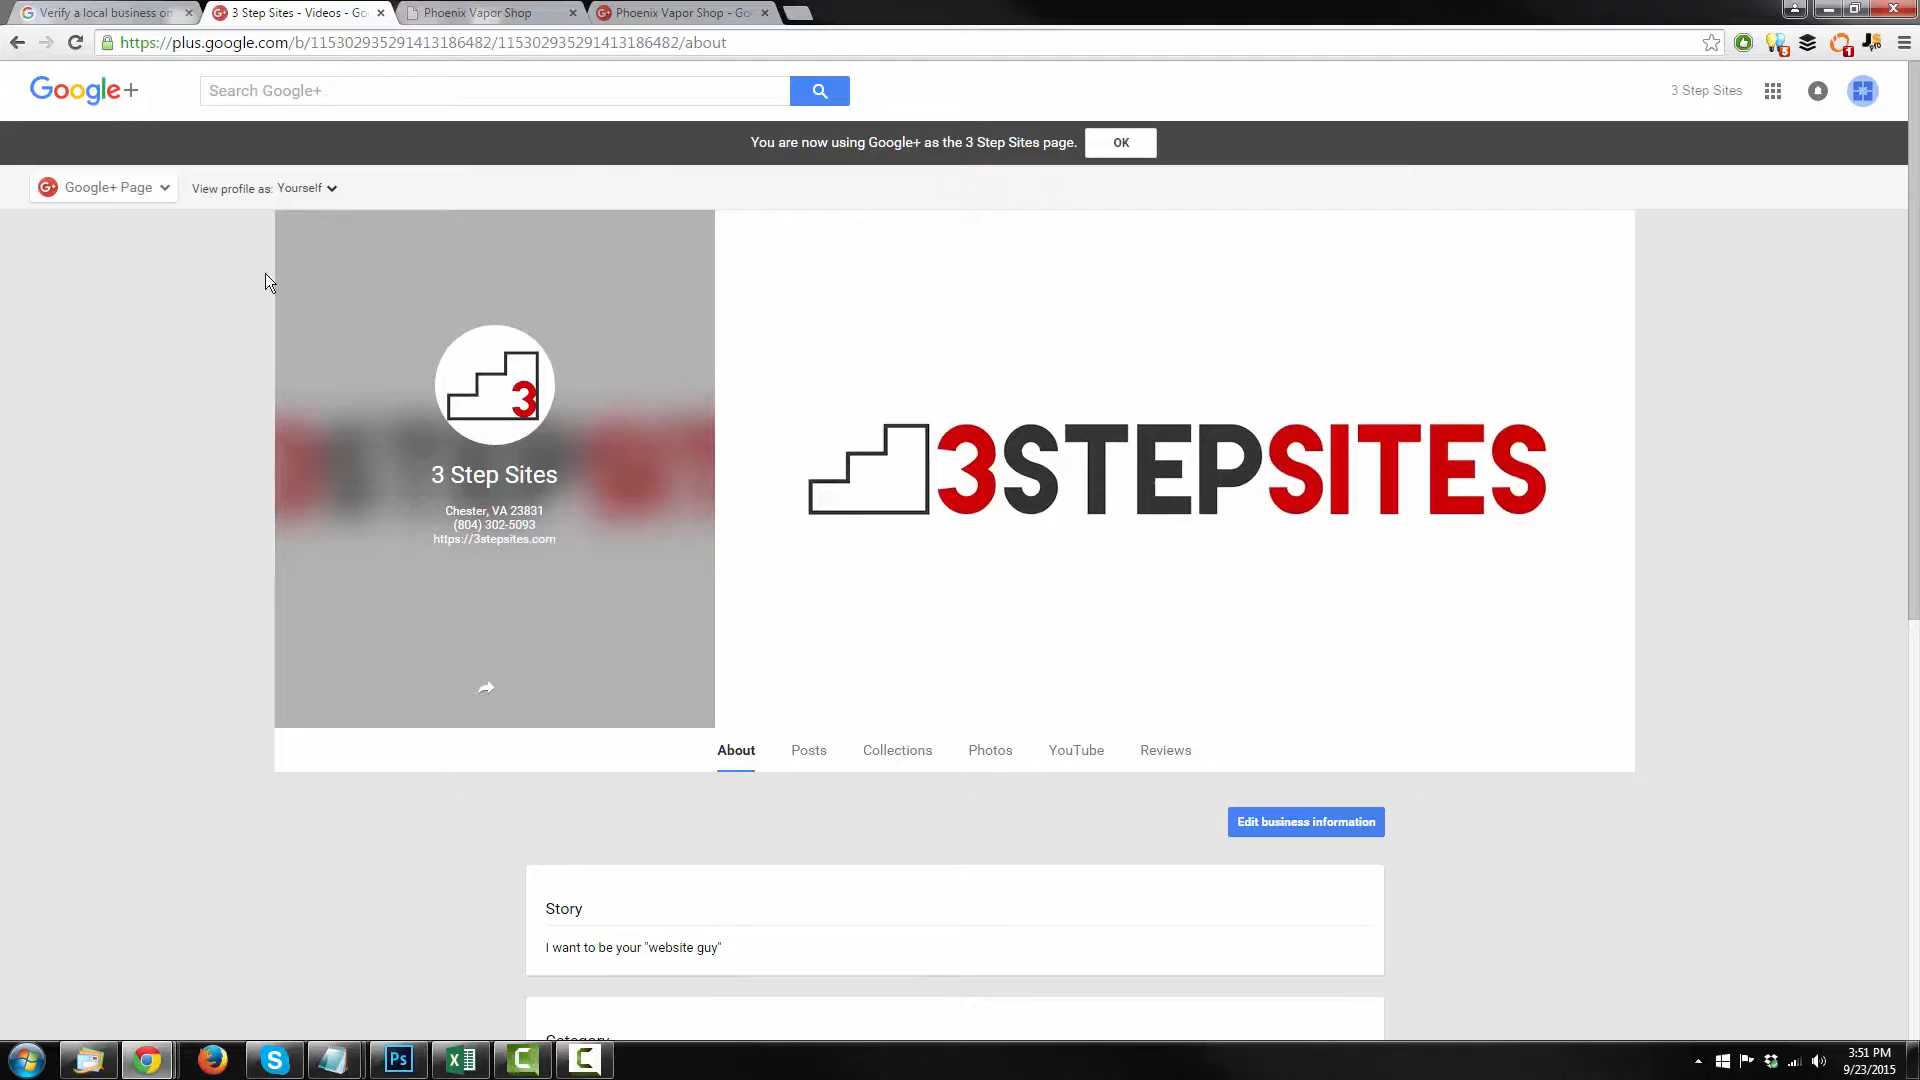 Verify a local business on
3 Step Sites - Videos - Go
Phoenix Vapor Shop
Phoenix Vapor Shop - Go
https://plus.google.com/b/115302935291413186482/115302935291413186482/about
Google+
Search Google+
3 Step Sites
You are now using Google+ as the 3 Step Sites page.
OK
Google+ Page
View profile as: Yourself
3
3 Step Sites
Chester, VA 23831
(804) 302-5093
https://3stepsites.com
3STEPSITES
About
Posts
Collections
Photos
YouTube
Reviews
Edit business information
Story
I want to be your "website guy"
Category
3:51 PM
9/23/2015